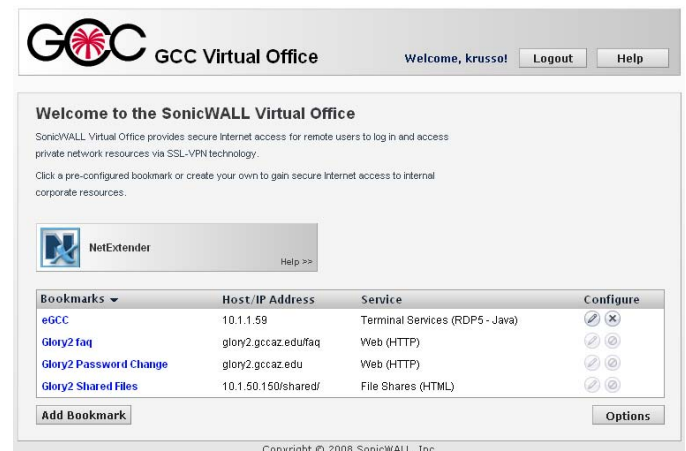 GCC GCC Virtual Office Welcome, krusso! Logout Help
Welcome to the SonicWALL Virtual Office
SonicWALL Virtual Office provides secure Internet access for remote users to log in and access
private network resources via SSL-VPN technology.
Click a pre-configured bookmark or create your own to gain secure Internet access to internal
corporate resources.
NetExtender
Help >>
Bookmarks Host/IP Address Service Configure
eGCC 10.1.1.59 Terminal Services (RDP5 - Java)
Glory2 faq glory2.gccaz.edu/faq Web (HTTP)
Glory2 Password Change glory2.gccaz.edu Web (HTTP)
Glory2 Shared Files 10.1.50.150/shared/ File Shares (HTML)
Add Bookmark Options
Copyright © 2008 SonicWALL, Inc.